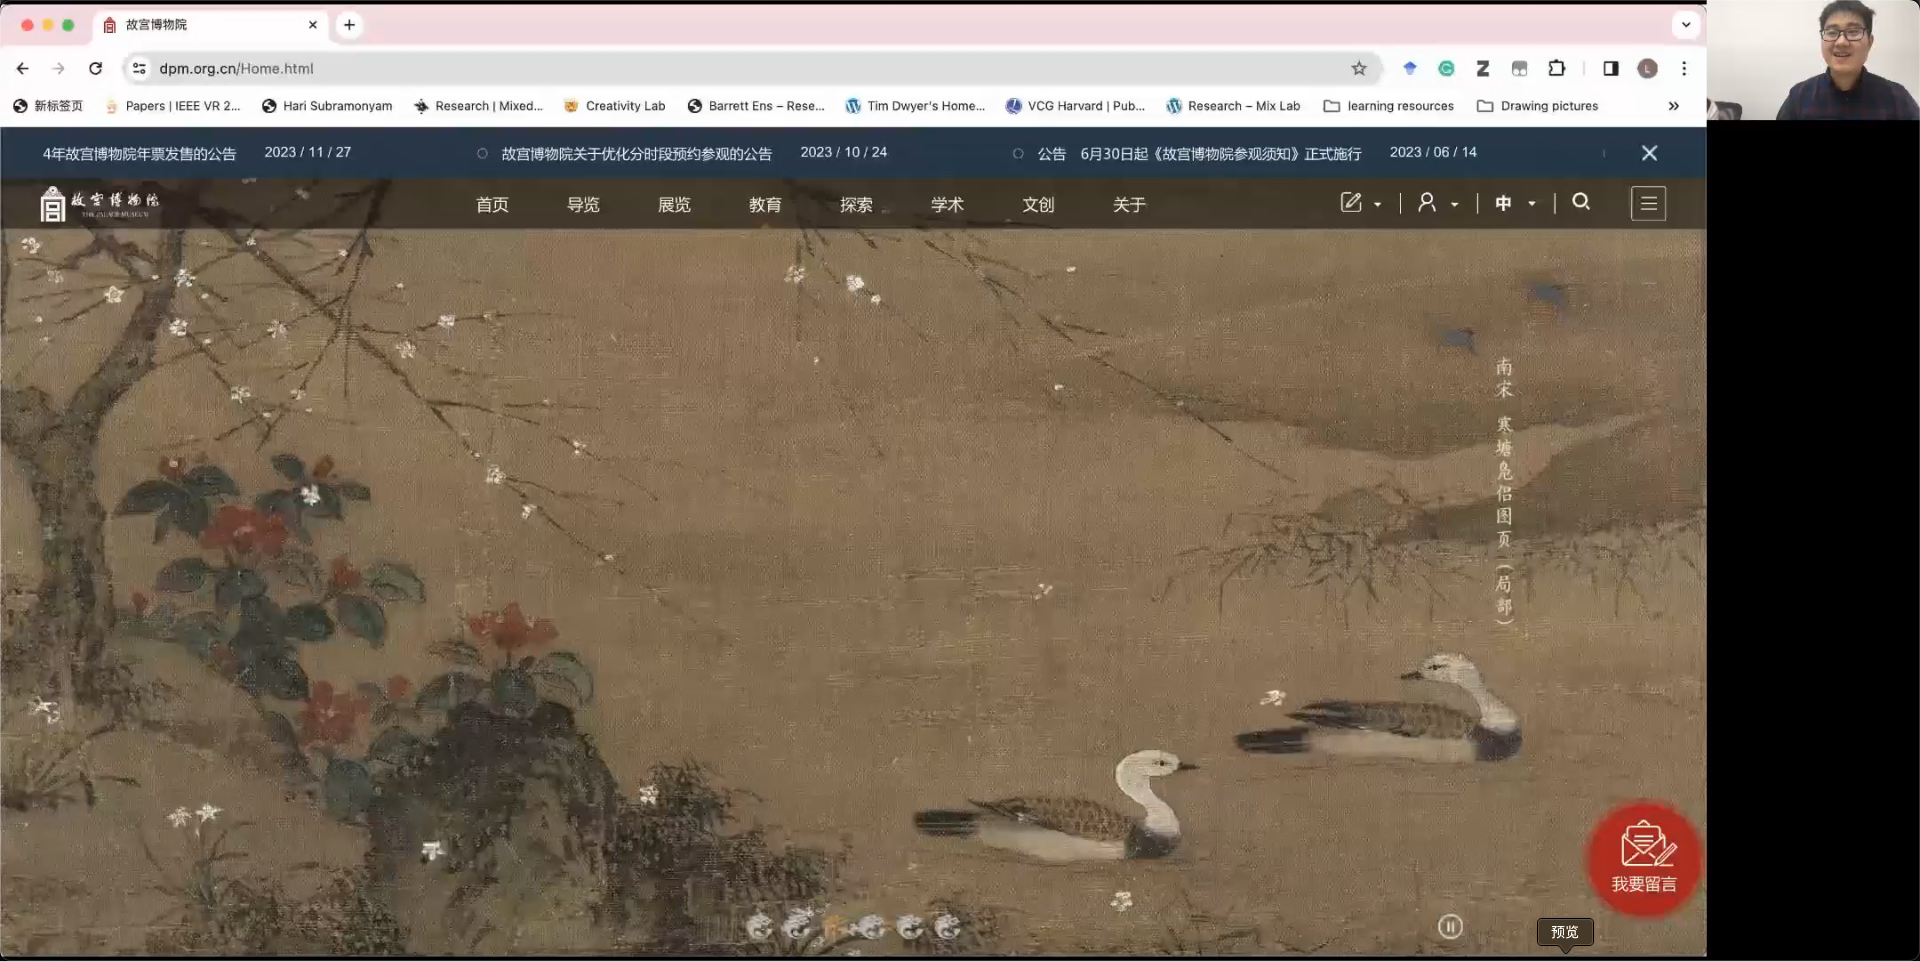 故宫博物院
dpm.org.cn/Home.html
新标签页 Papers | IEEE VR 2... Hari Subramonyam Research | Mixed... Creativity Lab Barrett Ens – Rese... Tim Dwyer's Home... VCG Harvard | Pub... Research – Mix Lab learning resources Drawing pictures
4年故宫博物院年票发售的公告 2023 / 11 / 27 故宫博物院关于优化分时段预约参观的公告 2023 / 10 / 24 公告 6月30日起《故宫博物院参观须知》正式施行 2023 / 06 / 14
故宫博物院
THE PALACE MUSEUM
首页 导览 展览 教育 探索 学术 文创 关于 中
南宋 寒塘凫侣图页（局部）
我要留言
预览
L